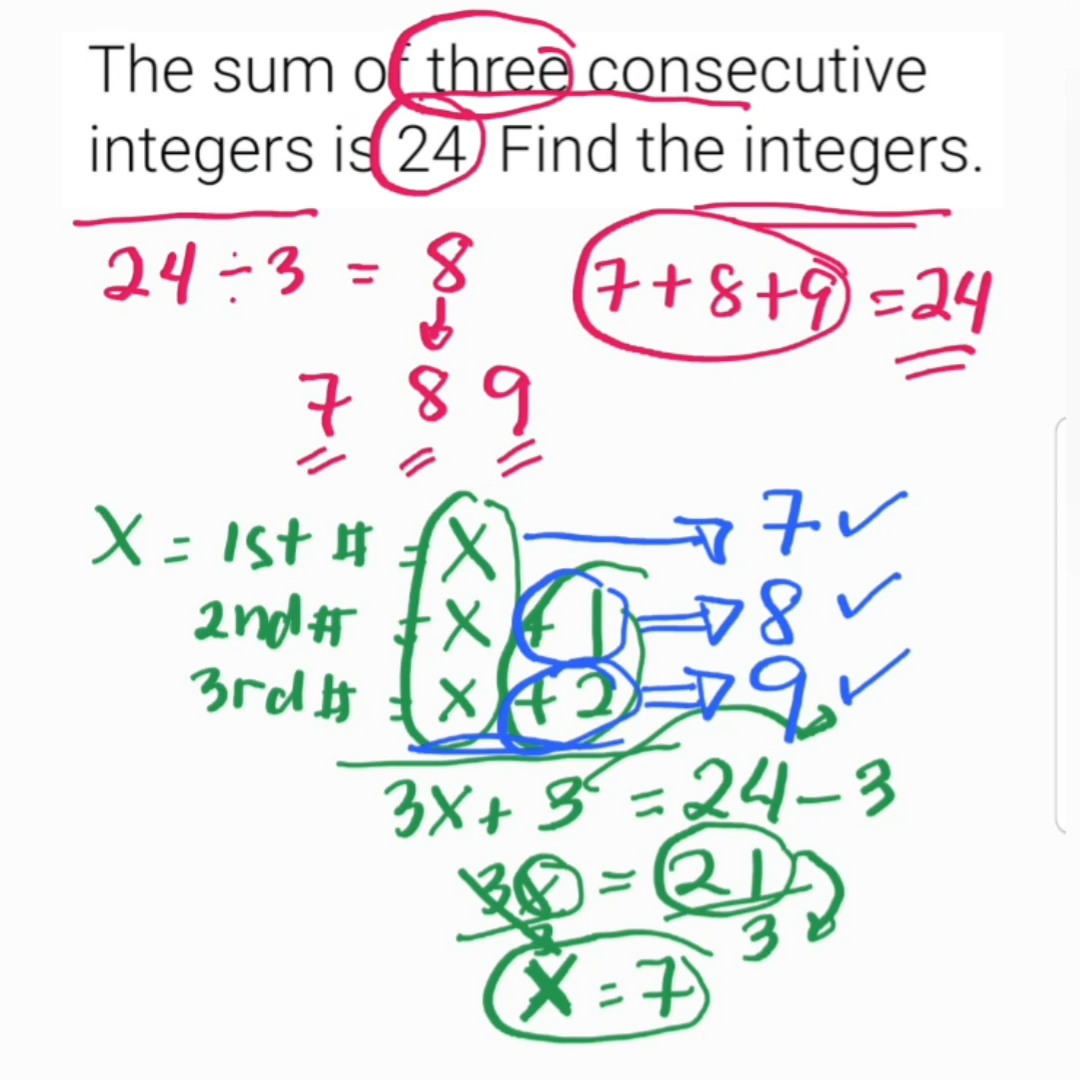 The sum of three consecutive
integers is 24 Find the integers.
24 ÷ 3 = 8
7 + 8 + 9 = 24
7 8 9
X = 1st # = X → 7 ✓
2nd # = X + 1 ⇒ 8 ✓
3rd # = X + 2 ⇒ 9 ✓
3X + 3 = 24 - 3
3X = 21
3 3
X = 7